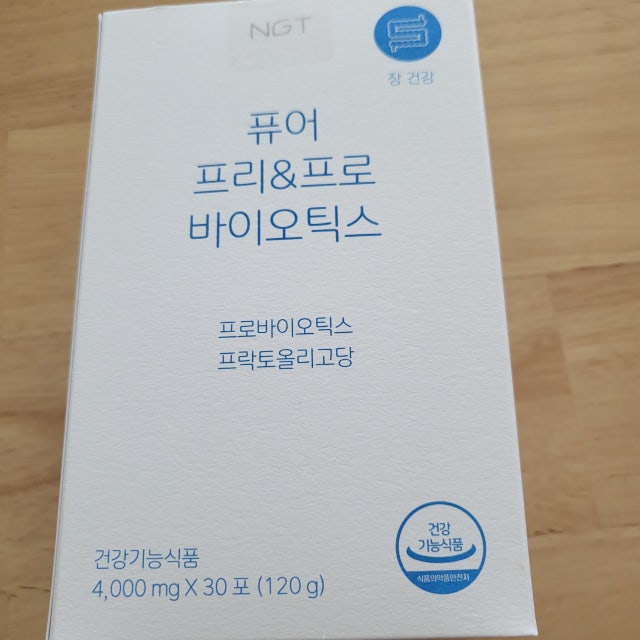 NGT
장 건강
퓨어
프리&프로
바이오틱스
프로바이오틱스
프락토올리고당
건강
기능식품
식품의약품안전처
건강기능식품
4,000 mg X 30 포 (120 g)